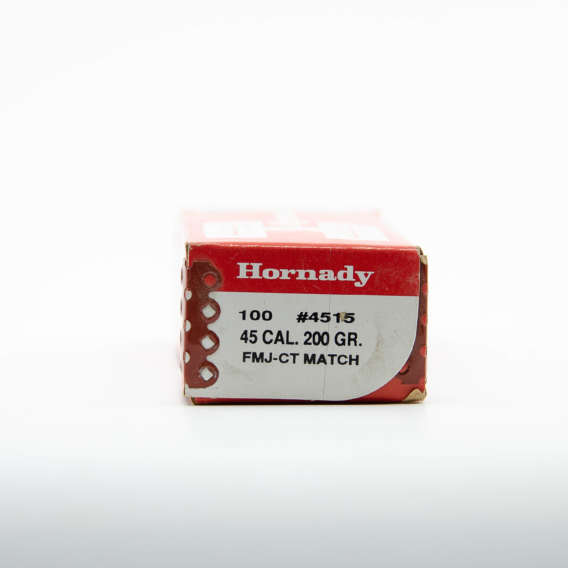 Hornady
100 #4515
45 CAL. 200 GR.
FMJ-CT MATCH